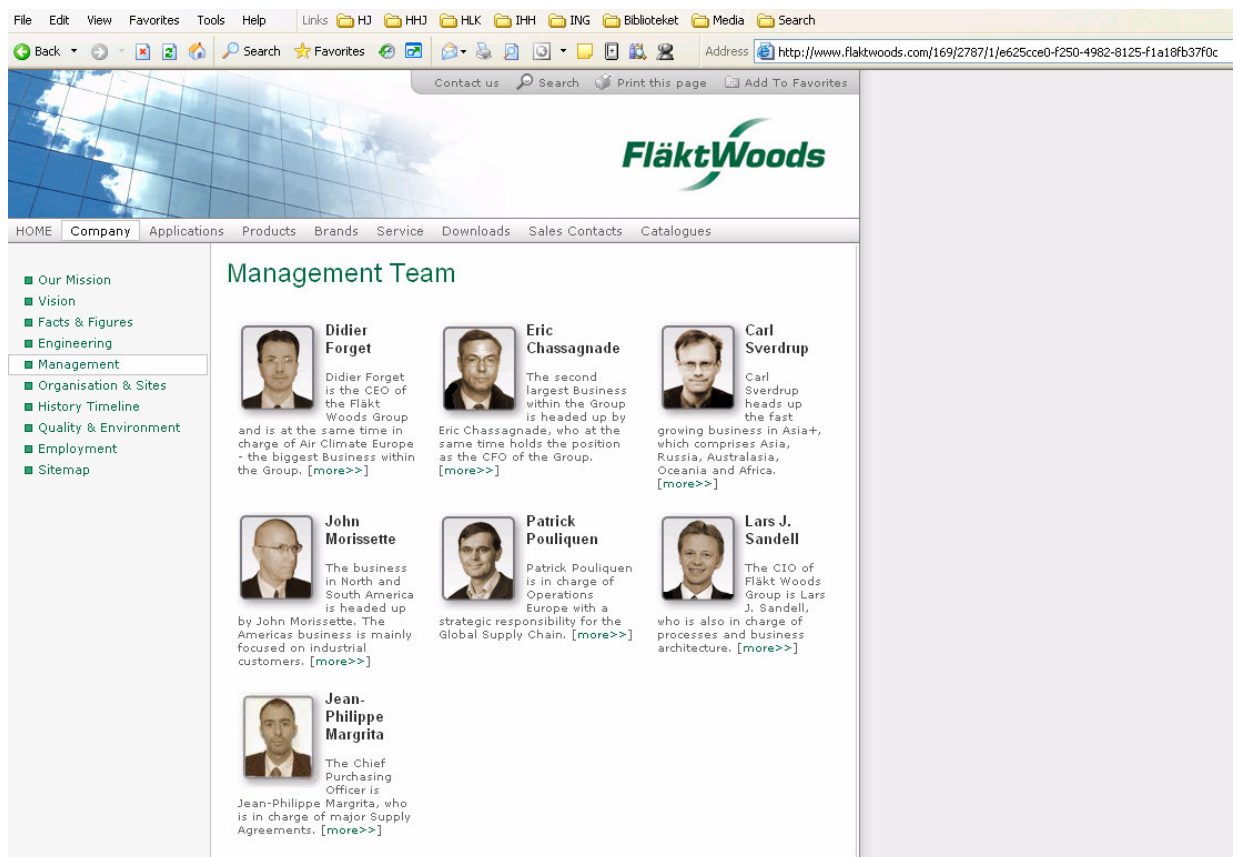 File Edit View Favorites Tools Help Links HJ HHJ HLK IHH ING Biblioteket Media Search
Back Search Favorites Address http://www.flaktwoods.com/169/2787/1/e625cce0-f250-4982-8125-f1a18fb37f0c
Contact us Search Print this page Add To Favorites
FläktWoods
HOME Company Applications Products Brands Service Downloads Sales Contacts Catalogues
Our Mission
Vision
Facts & Figures
Engineering
Management
Organisation & Sites
History Timeline
Quality & Environment
Employment
Sitemap
Management Team
Didier
Forget
Didier Forget
is the CEO of
the Fläkt
Woods Group
and is at the same time in
charge of Air Climate Europe
- the biggest Business within
the Group. [more>>]
Eric
Chassagnade
The second
largest Business
within the Group
is headed up by
Eric Chassagnade, who at the
same time holds the position
as the CFO of the Group.
[more>>]
Carl
Sverdrup
Carl
Sverdrup
heads up
the fast
growing business in Asia+,
which comprises Asia,
Russia, Australasia,
Oceania and Africa.
[more>>]
John
Morissette
The business
in North and
South America
is headed up
by John Morissette. The
Americas business is mainly
focused on industrial
customers. [more>>]
Patrick
Pouliquen
Patrick Pouliquen
is in charge of
Operations
Europe with a
strategic responsibility for the
Global Supply Chain. [more>>]
Lars J.
Sandell
The CIO of
Fläkt Woods
Group is Lars
J. Sandell,
who is also in charge of
processes and business
architecture. [more>>]
Jean-
Philippe
Margrita
The Chief
Purchasing
Officer is
Jean-Philippe Margrita, who
is in charge of major Supply
Agreements. [more>>]